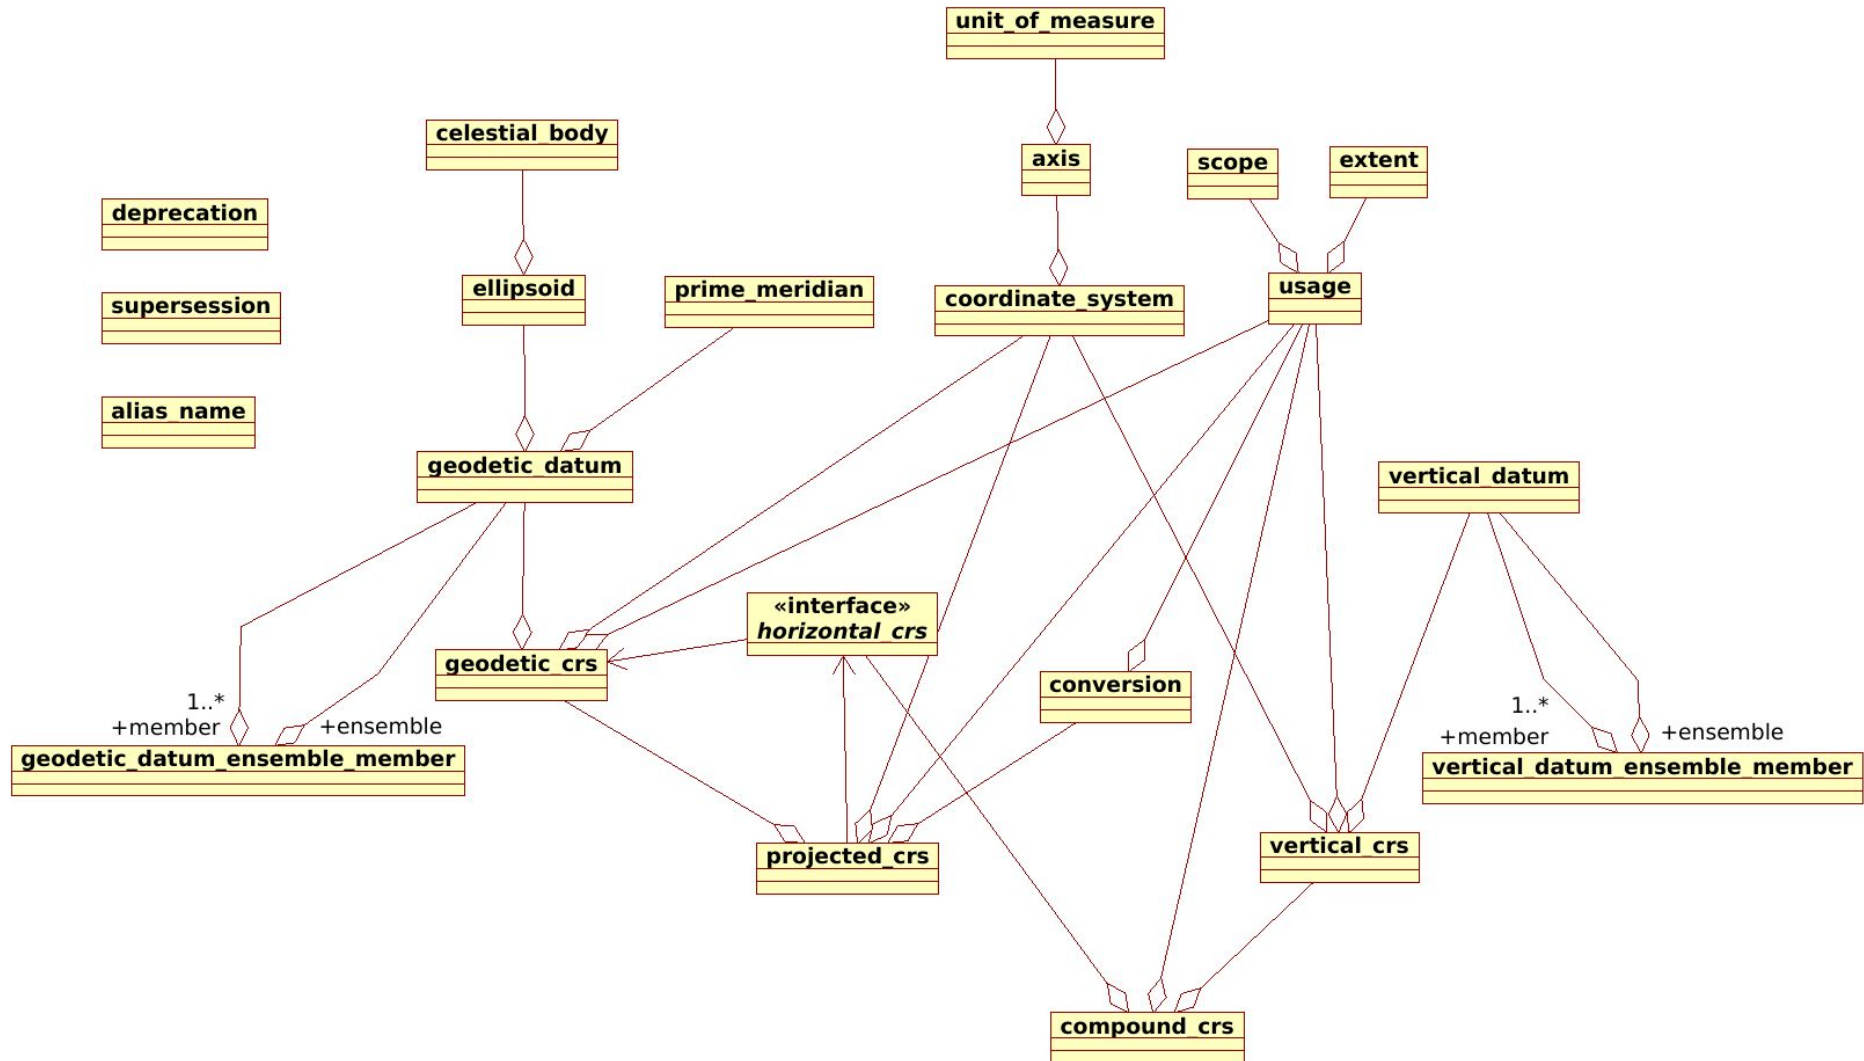 unit_of_measure
celestial_body
axis
scope
extent
deprecation
ellipsoid
prime_meridian
coordinate_system
usage
supersession
alias_name
geodetic_datum
vertical_datum
«interface»
horizontal_crs
geodetic_crs
conversion
1..*
+member
+ensemble
geodetic_datum_ensemble_member
1..*
+member
+ensemble
vertical_datum_ensemble_member
projected_crs
vertical_crs
compound_crs